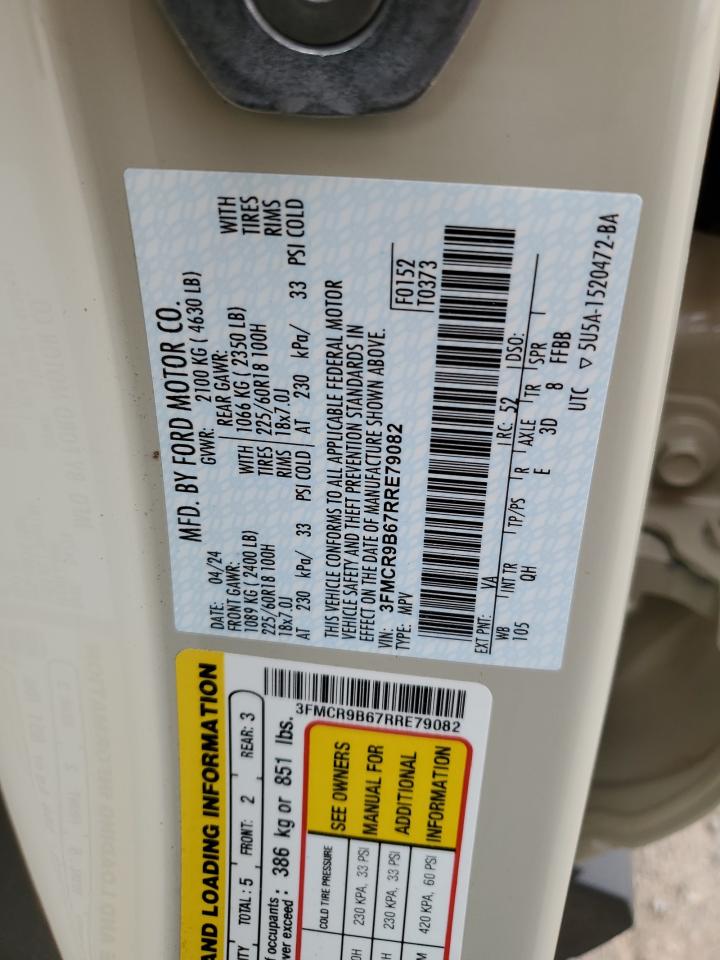 MFD. BY FORD MOTOR CO.
DATE: 04/24 GVWR: 2100 KG ( 4630 LB)
FRONT GAWR: REAR GAWR:
1089 KG ( 2400 LB) WITH 1066 KG ( 2350 LB) WITH
225/60R18 100H TIRES 225/60R18 100H TIRES
18x7.0J RIMS 18x7.0J RIMS
AT 230 kPa/ 33 PSI COLD AT 230 kPa/ 33 PSI COLD
THIS VEHICLE CONFORMS TO ALL APPLICABLE FEDERAL MOTOR
VEHICLE SAFETY AND THEFT PREVENTION STANDARDS IN
EFFECT ON THE DATE OF MANUFACTURE SHOWN ABOVE.
VIN: 3FMCR9B67RRE79082 F0152
TYPE: MPV T0373
EXT PNT: YA RC: 52 DSO:
WB INT TR TP/PS R AXLE TR SPR
105 QH E 3D 8 FFBB
UTC ▽ 5U5A-1520472-BA
AND LOADING INFORMATION
TOTAL : 5 FRONT: 2 REAR: 3
of occupants :
ver exceed : 386 kg or 851 lbs.
3FMCR9B67RRE79082
COLD TIRE PRESSURE
230 KPA, 33 PSI
230 KPA, 33 PSI
420 KPA, 60 PSI
SEE OWNERS
MANUAL FOR
ADDITIONAL
INFORMATION